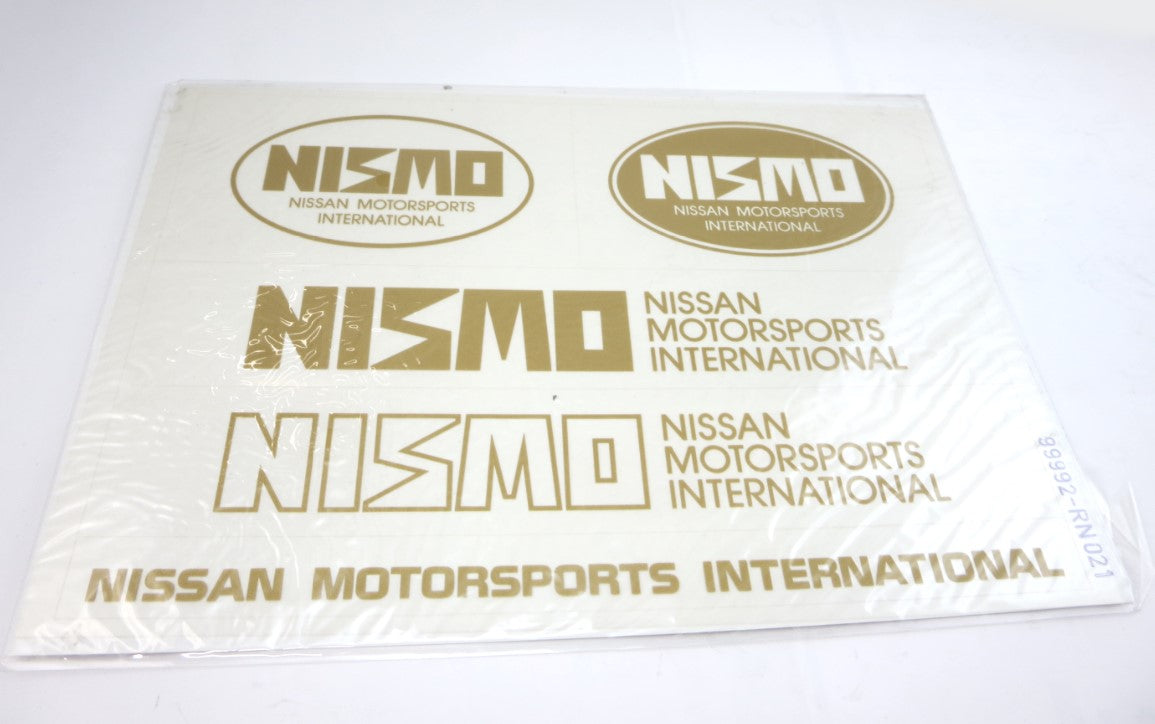 NISMO
NISSAN MOTORSPORTS
INTERNATIONAL
NISMO
NISSAN MOTORSPORTS
INTERNATIONAL
NISMO
NISSAN
MOTORSPORTS
INTERNATIONAL
NISMO
NISSAN
MOTORSPORTS
INTERNATIONAL
NISSAN MOTORSPORTS INTERNATIONAL
99992-RN021